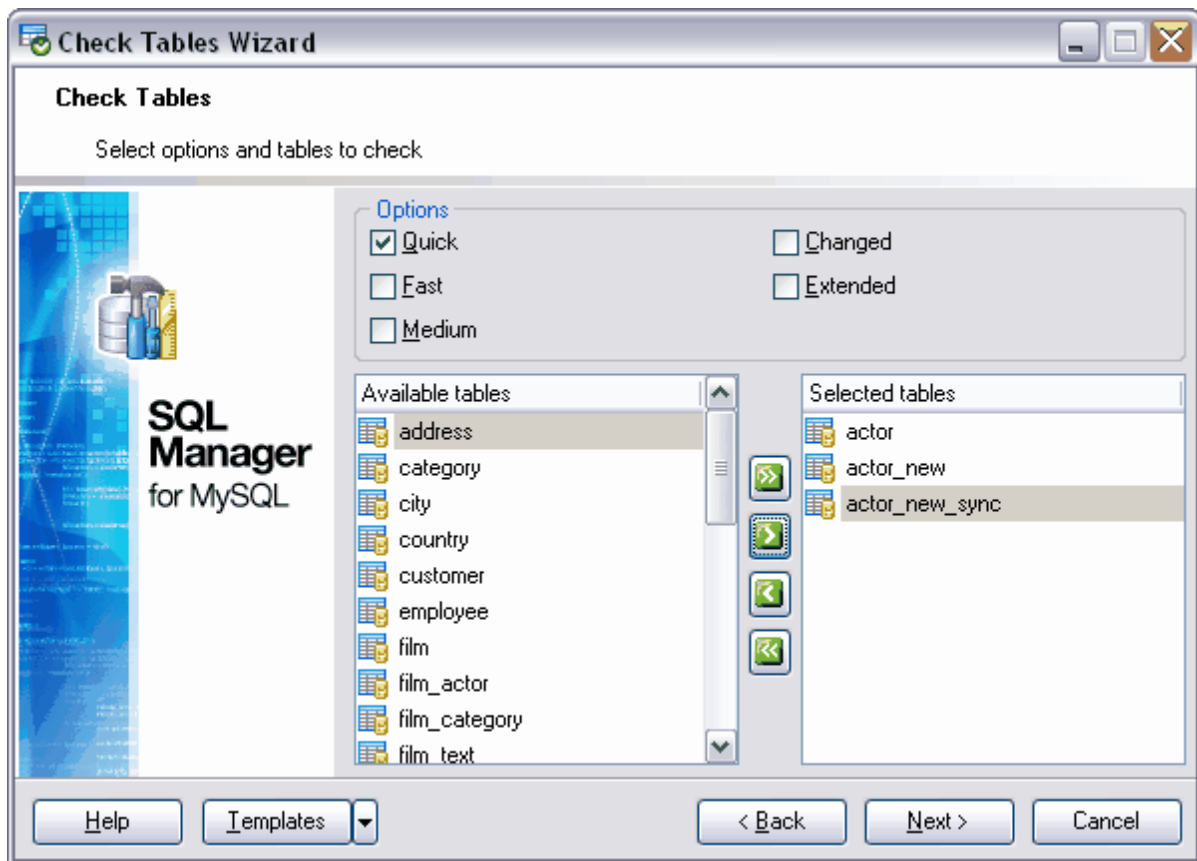 Check Tables Wizard
Check Tables
Select options and tables to check
Options
Quick
Changed
Fast
Extended
Medium
SQL
Manager
for MySQL
Available tables
address
category
city
country
customer
employee
film
film_actor
film_category
film_text
Selected tables
actor
actor_new
actor_new_sync
Help
Templates
< Back
Next >
Cancel